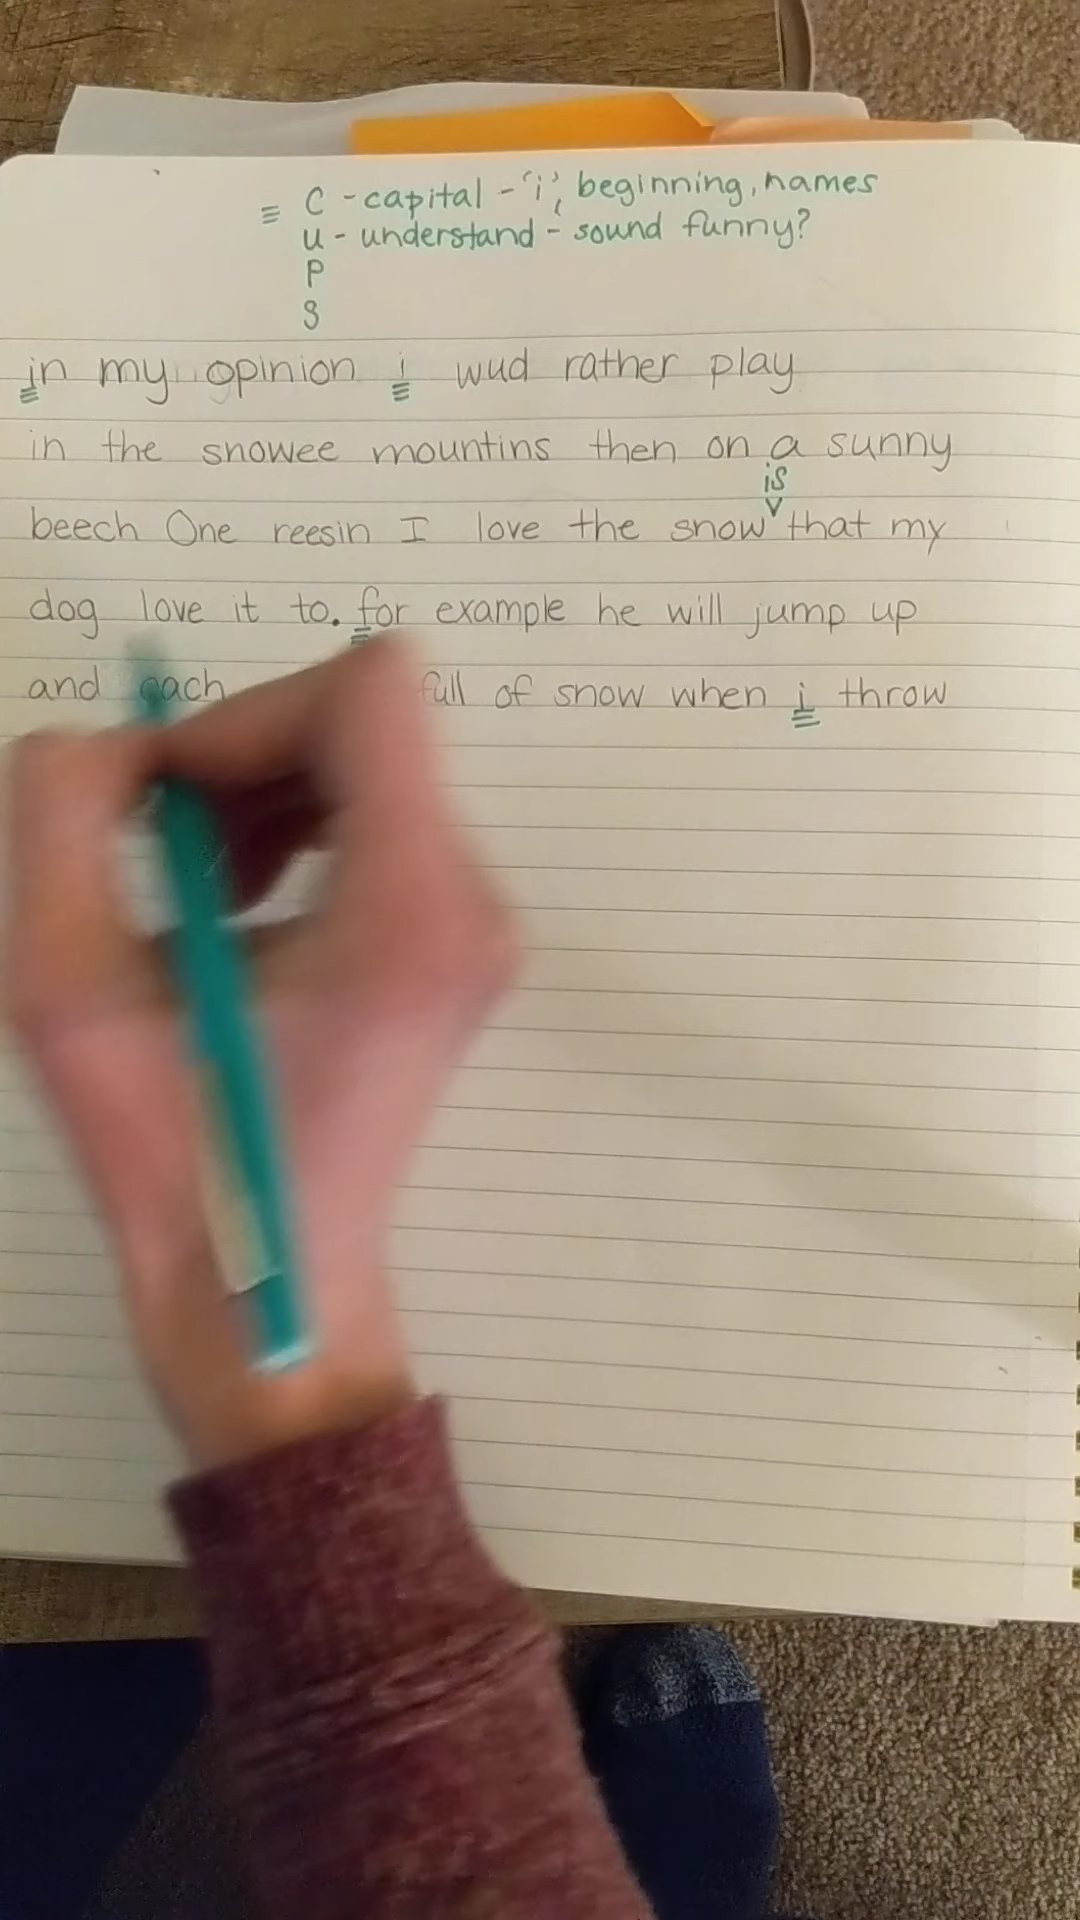 ≡ C - capital - 'i', beginning, names
U - understand - sound funny?
P
S
in my opinion i wud rather play
in the snowee mountins then on a sunny
is
beech One reesin I love the snow that my
dog love it to. for example he will jump up
and full of snow when i throw